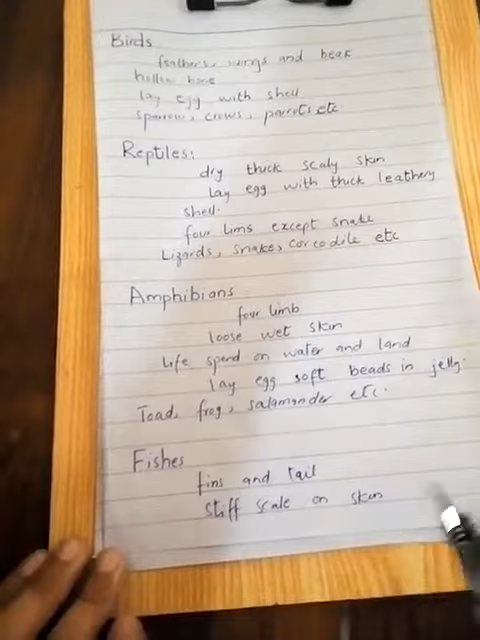 Birds
feathers, wings and beak
hollow bone
lay egg with shell
sparrow, crows, parrots etc
Reptiles:
dry thick scaly skin
lay egg with thick leathery
shell.
four lims except snake
Lizards, snake, corcodile etc
Amphibians
four limb
loose wet skin
Life spend on water and land
lay egg soft beads in jelly.
Toad, frog, salamander etc.
Fishes
fins and tail
stiff scale on skin